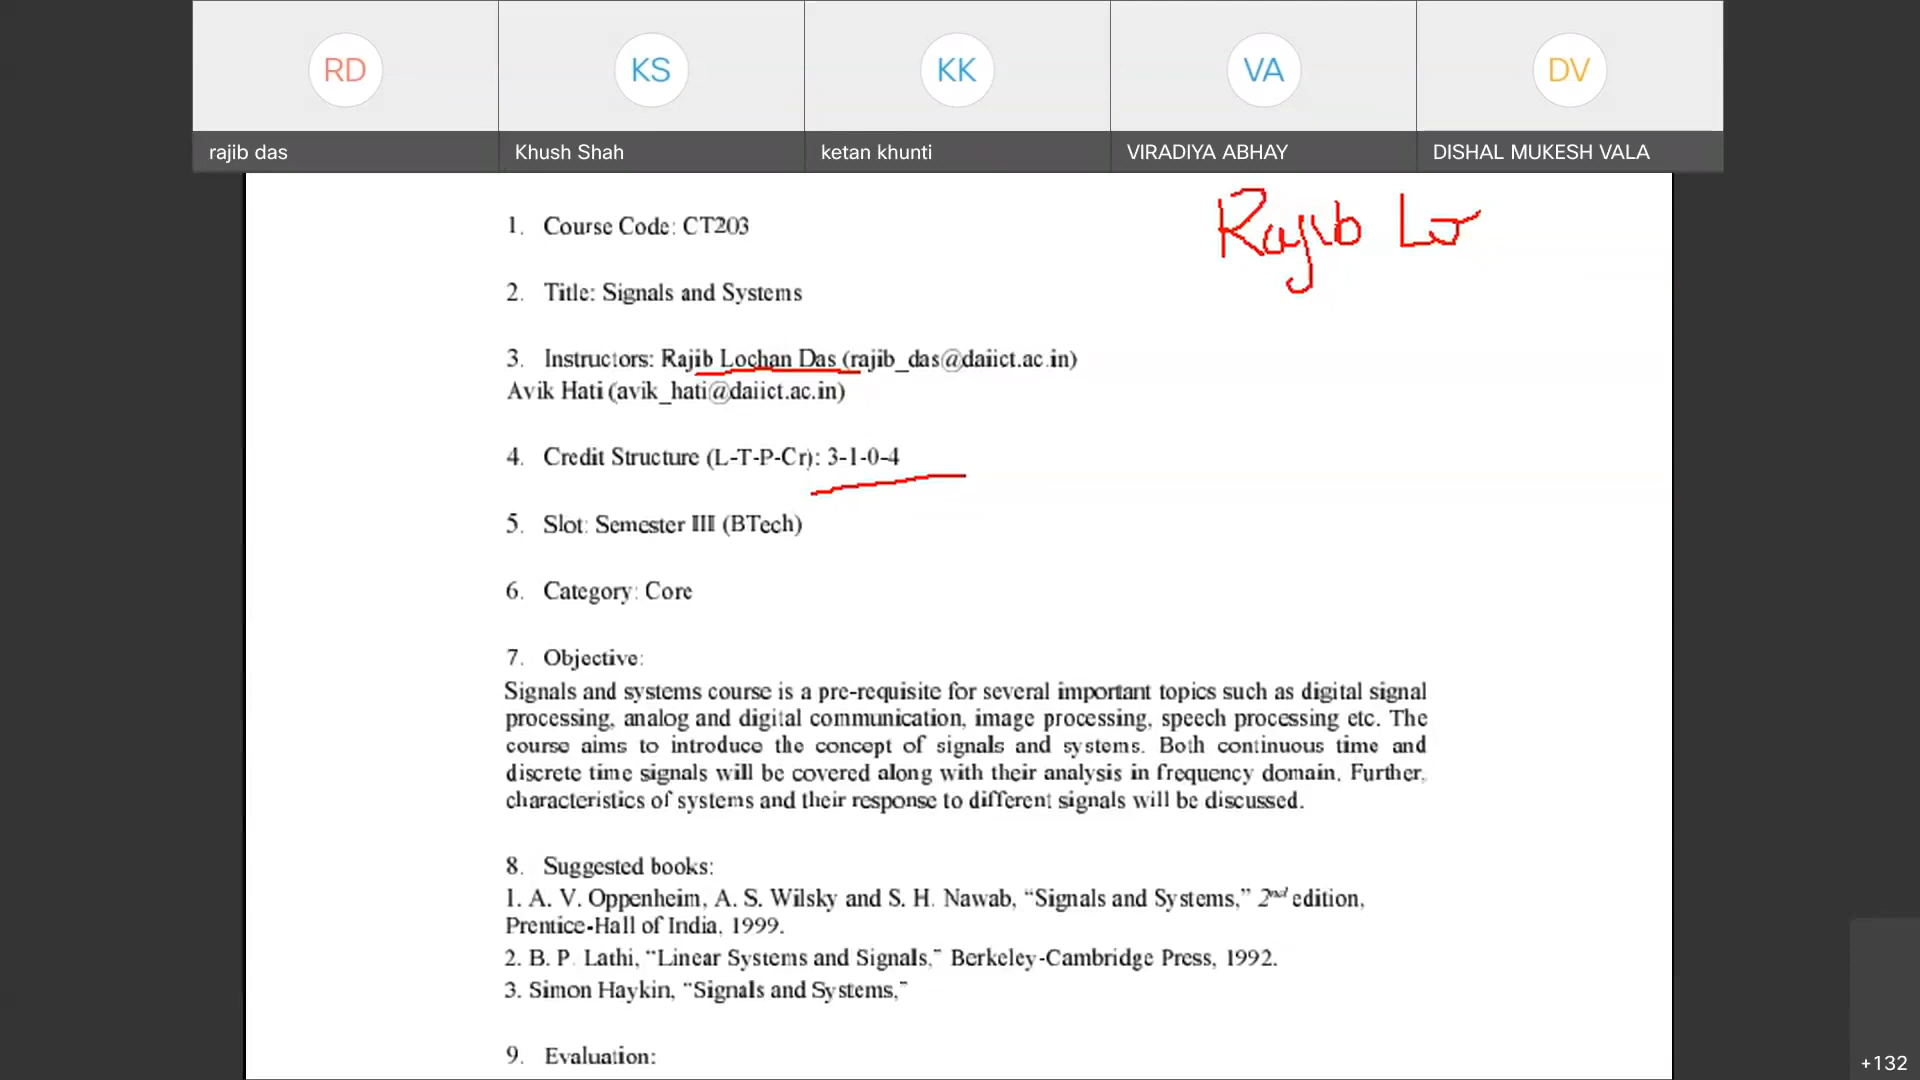 RD
KS
KK
VA
DV
rajib das
Khush Shah
ketan khunti
VIRADIYA ABHAY
DISHAL MUKESH VALA
Rajib Lo
1. Course Code: CT203
2. Title: Signals and Systems
3. Instructors: Rajib Lochan Das (rajib_das@daiict.ac.in)
Avik Hati (avik_hati@daiict.ac.in)
4. Credit Structure (L-T-P-Cr): 3-1-0-4
5. Slot: Semester III (BTech)
6. Category: Core
7. Objective:
Signals and systems course is a pre-requisite for several important topics such as digital signal
processing, analog and digital communication, image processing, speech processing etc. The
course aims to introduce the concept of signals and systems. Both continuous time and
discrete time signals will be covered along with their analysis in frequency domain. Further,
characteristics of systems and their response to different signals will be discussed.
8. Suggested books:
1. A. V. Oppenheim, A. S. Wilsky and S. H. Nawab, “Signals and Systems,” 2nd edition,
Prentice-Hall of India, 1999.
2. B. P. Lathi, “Linear Systems and Signals,” Berkeley-Cambridge Press, 1992.
3. Simon Haykin, “Signals and Systems,”
9. Evaluation:
+132